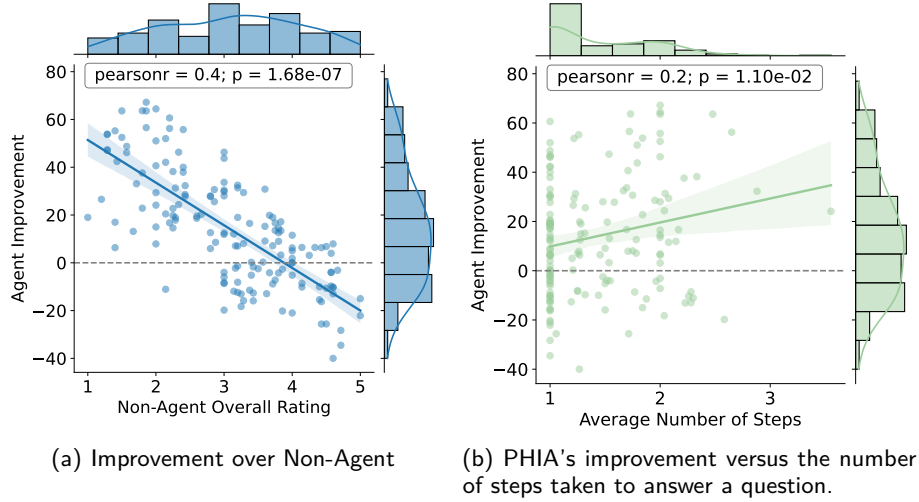 pearsonr = 0.4; p = 1.68e-07
Agent Improvement
80
60
40
20
0
−20
−40
1
2
3
4
5
Non-Agent Overall Rating
(a) Improvement over Non-Agent
pearsonr = 0.2; p = 1.10e-02
Agent Improvement
80
60
40
20
0
−20
−40
1
2
3
Average Number of Steps
(b) PHIA's improvement versus the number
of steps taken to answer a question.